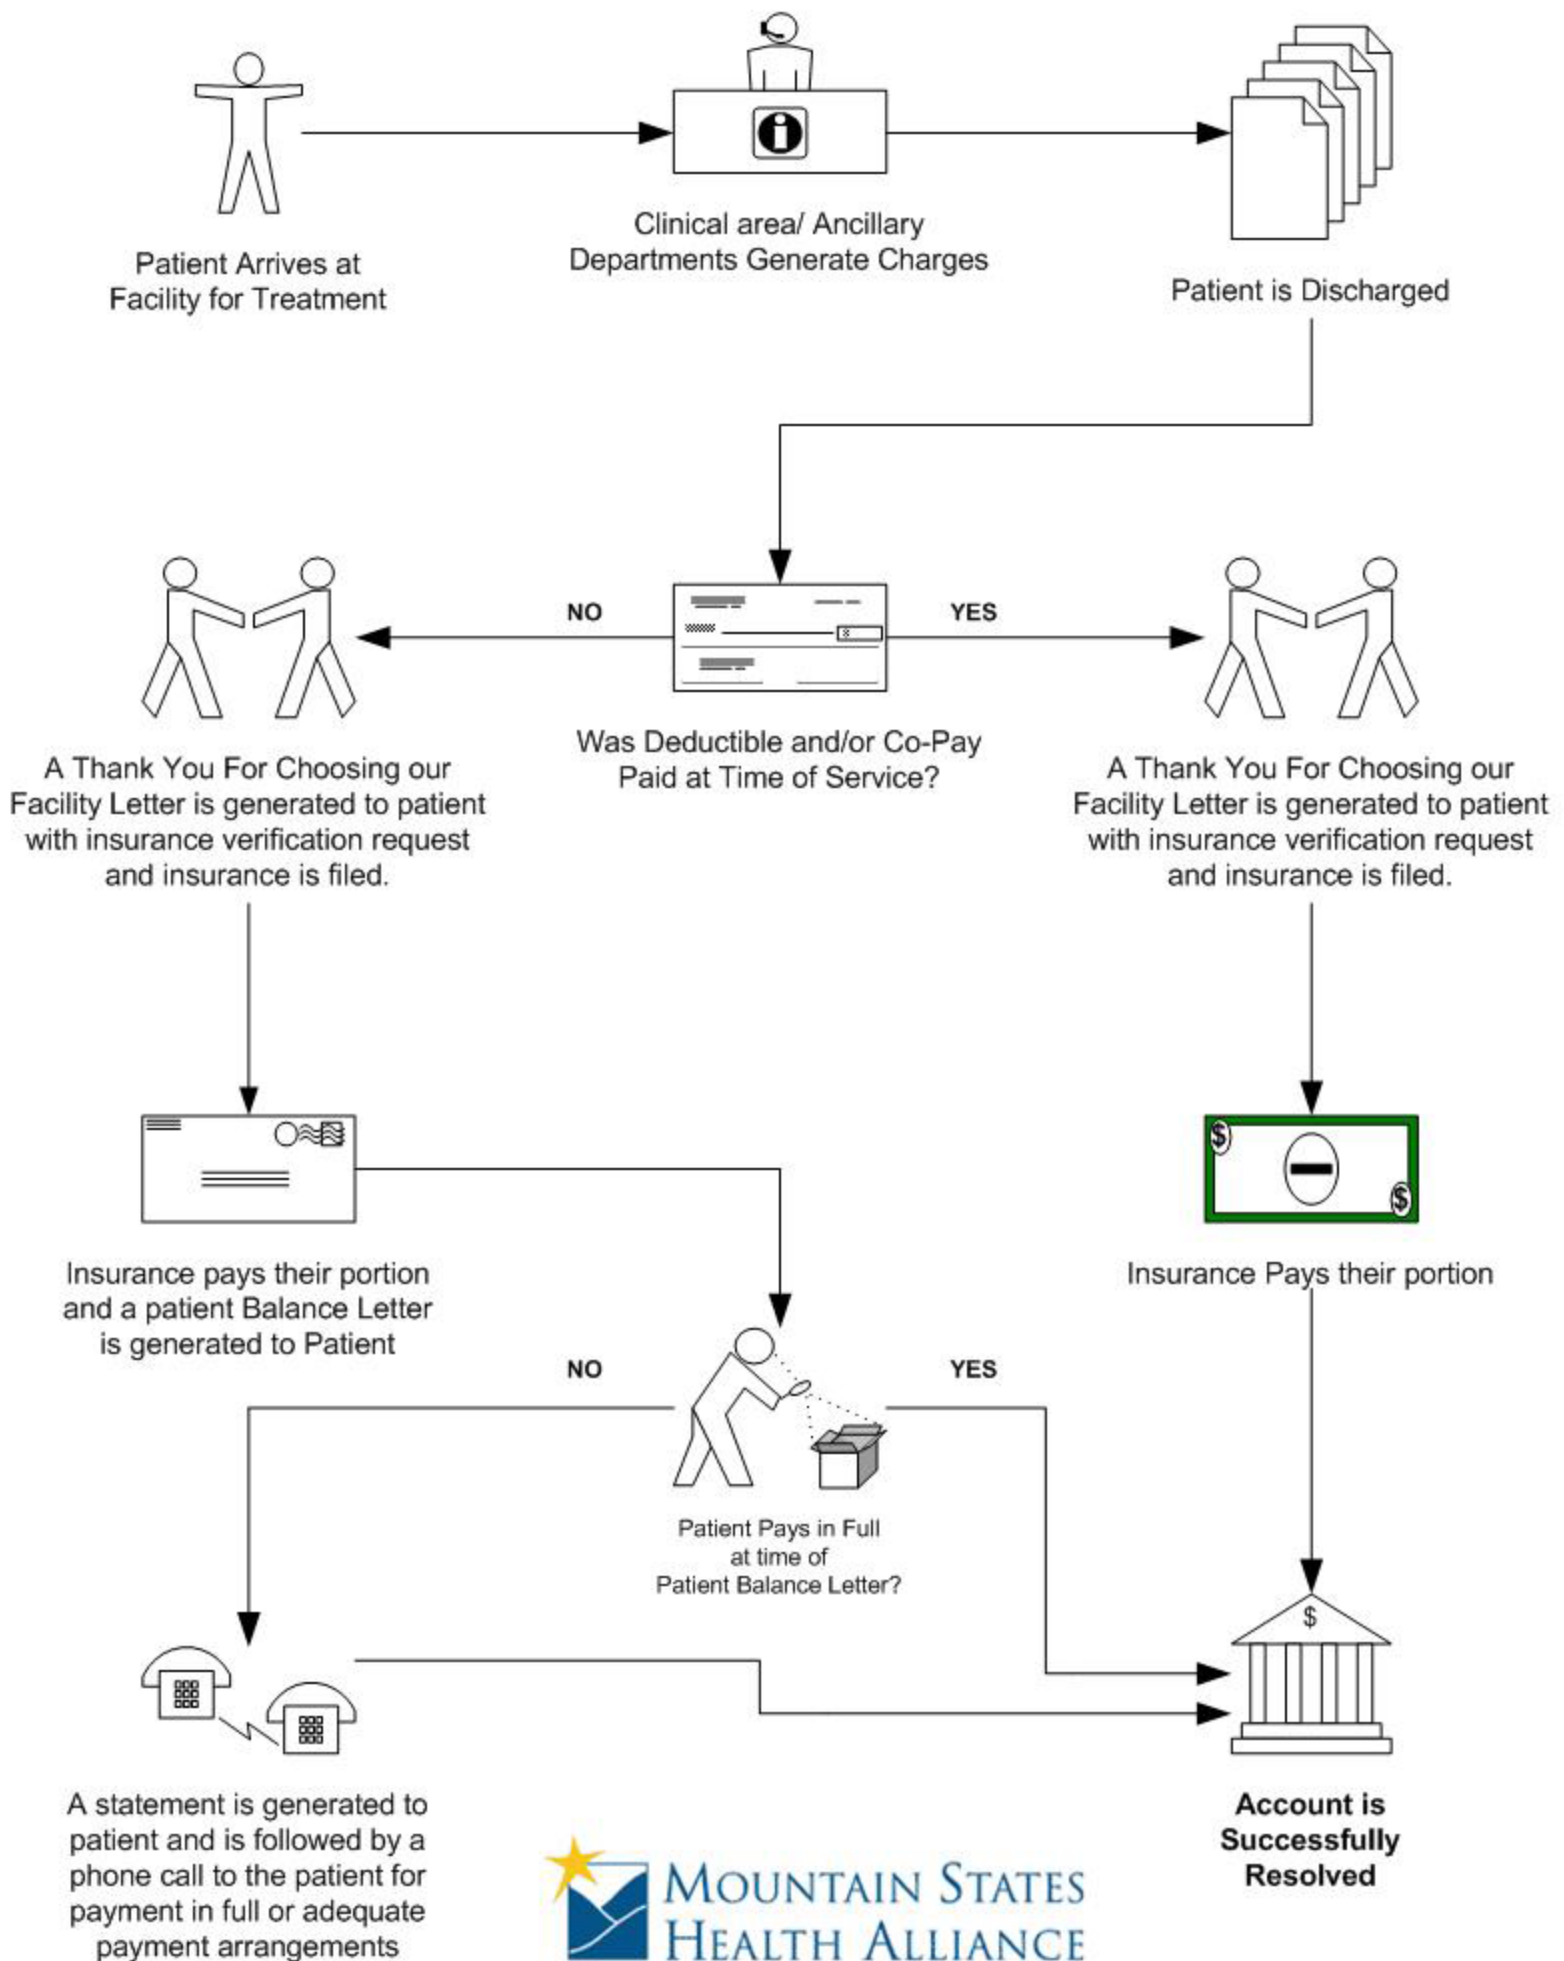 Patient Arrives at
Facility for Treatment
Clinical area/ Ancillary
Departments Generate Charges
Patient is Discharged
NO
YES
A Thank You For Choosing our
Facility Letter is generated to patient
with insurance verification request
and insurance is filed.
Was Deductible and/or Co-Pay
Paid at Time of Service?
A Thank You For Choosing our
Facility Letter is generated to patient
with insurance verification request
and insurance is filed.
$
$
Insurance pays their portion
and a patient Balance Letter
is generated to Patient
Insurance Pays their portion
NO
YES
Patient Pays in Full
at time of
Patient Balance Letter?
$
A statement is generated to
patient and is followed by a
phone call to the patient for
payment in full or adequate
payment arrangements
Account is
Successfully
Resolved
MOUNTAIN STATES
HEALTH ALLIANCE